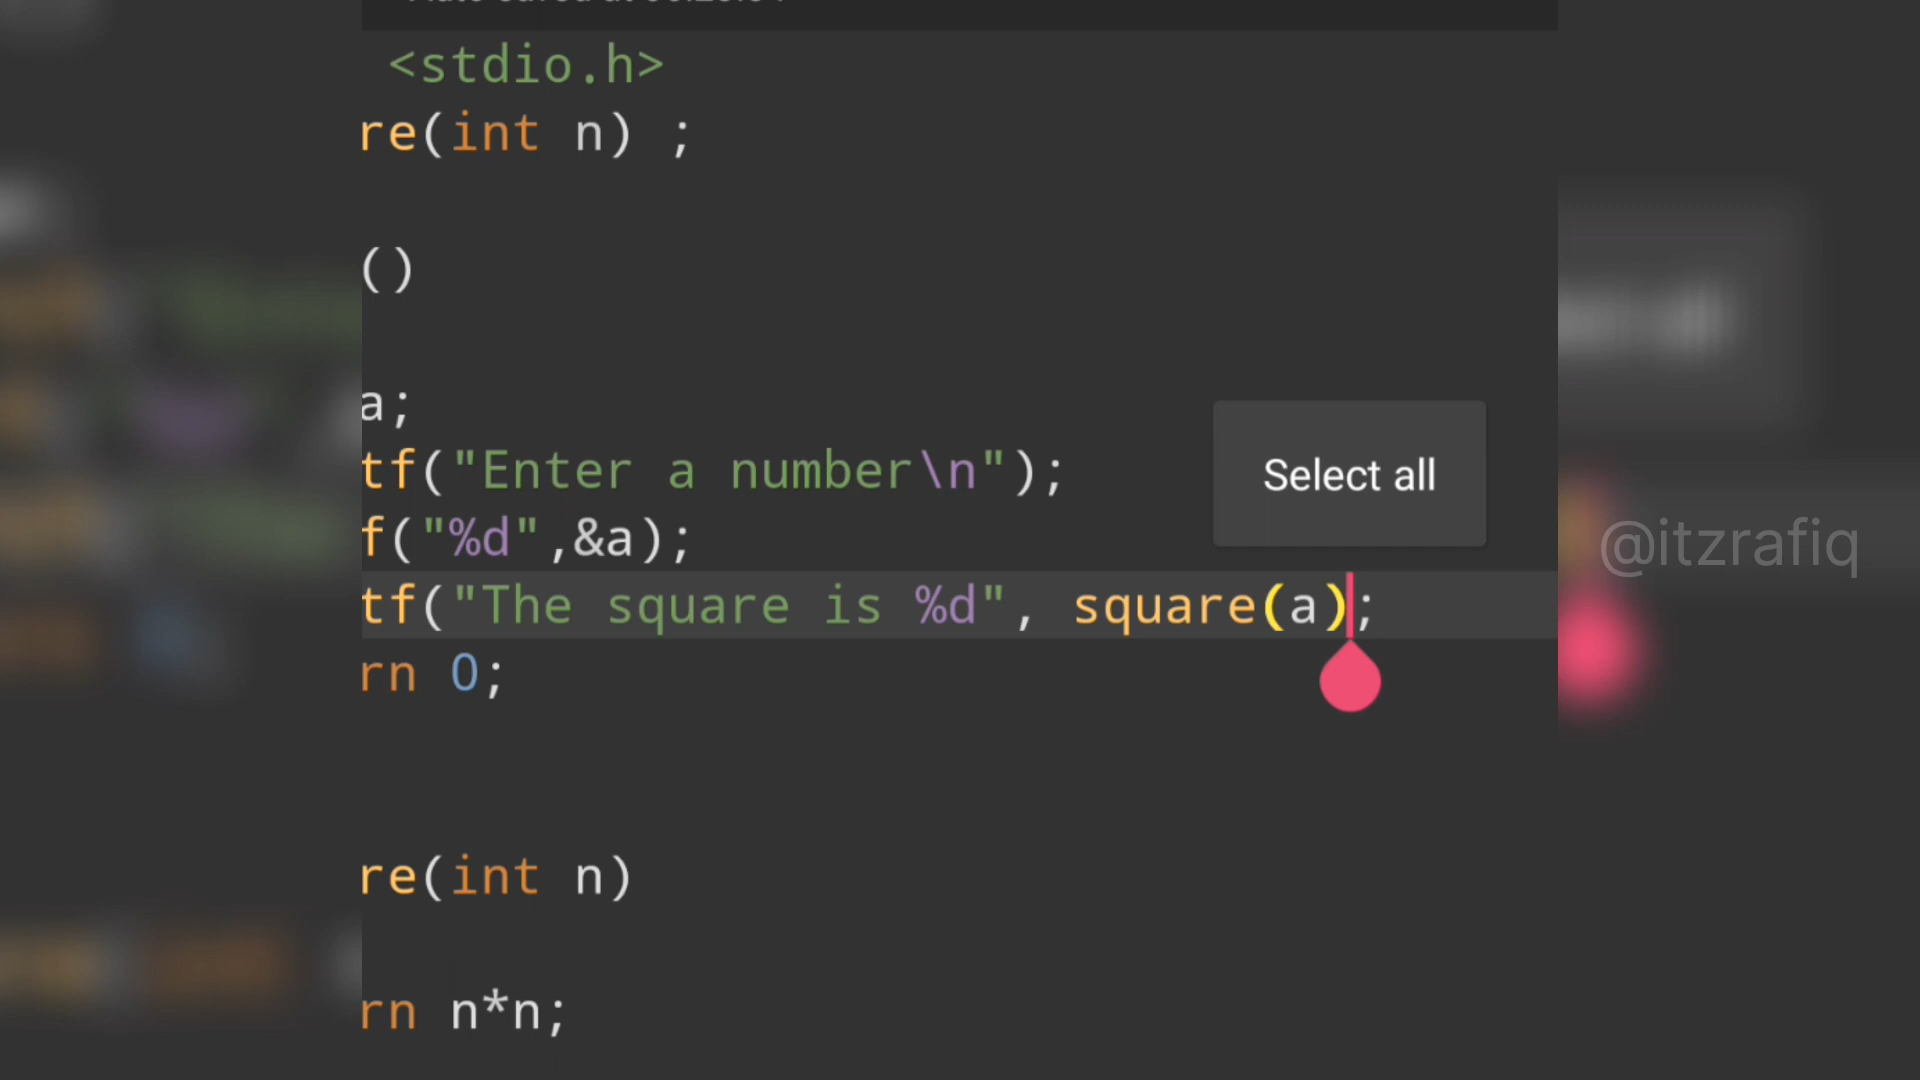 <stdio.h>
re(int n) ;
()
a;
tf("Enter a number\n");
Select all
f("%d",&a);
@itzrafiq
tf("The square is %d", square(a);
rn 0;
re(int n)
rn n*n;